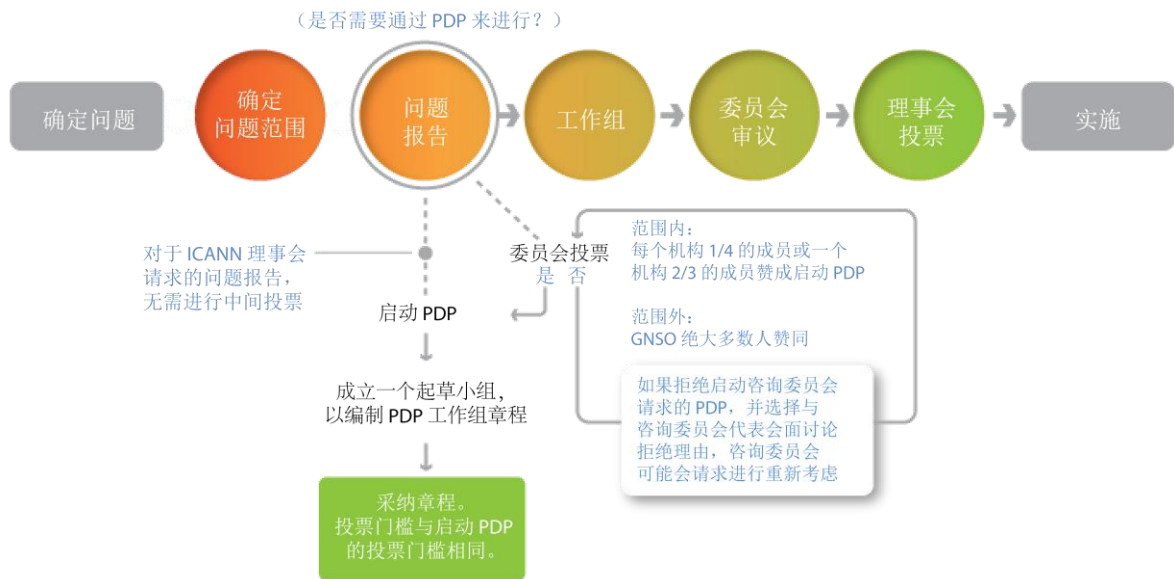 （是否需要通过 PDP 来进行？）
确定问题
确定
问题范围
问题
报告
工作组
委员会
审议
理事会
投票
实施
对于 ICANN 理事会
请求的问题报告，
无需进行中间投票
委员会投票
是 否
范围内：
每个机构 1/4 的成员或一个
机构 2/3 的成员赞成启动 PDP
范围外：
GNSO 绝大多数人赞同
启动 PDP
成立一个起草小组，
以编制 PDP 工作组章程
如果拒绝启动咨询委员会
请求的 PDP，并选择与
咨询委员会代表会面讨论
拒绝理由，咨询委员会
可能会请求进行重新考虑
采纳章程。
投票门槛与启动 PDP
的投票门槛相同。